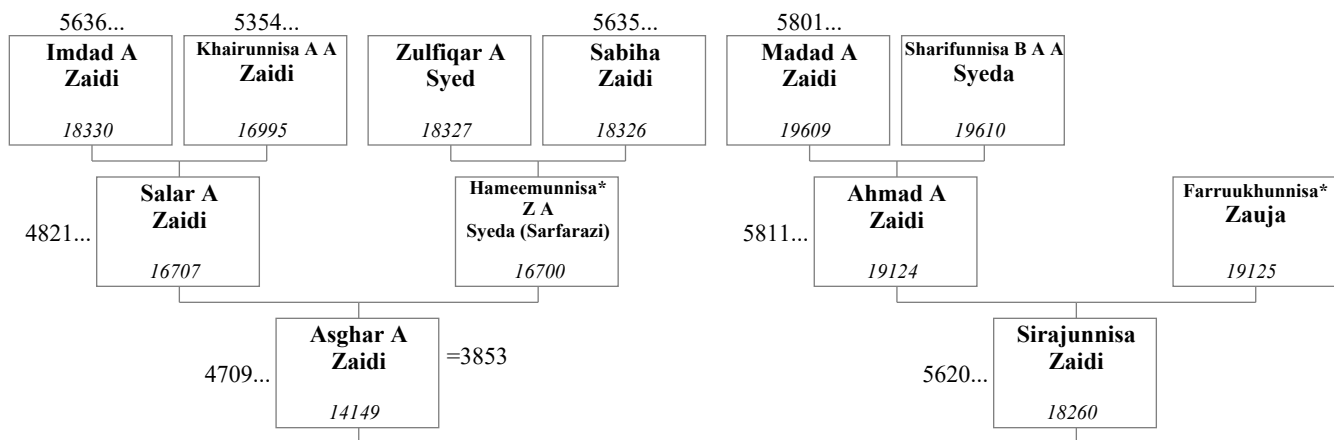 5636... 5354... 5635... 5801...
Imdad A Khairunnisa A A Zulfiqar A Sabiha Madad A Sharifunnisa B A A
Zaidi Zaidi Syed Zaidi Zaidi Syeda
18330 16995 18327 18326 19609 19610
Salar A
Zaidi
4821...
16707
Hameemunnisa*
Z A
Syeda (Sarfarazi)
16700
Ahmad A
Zaidi
5811...
19124
Farruukhunnisa*
Zauja
19125
Asghar A
Zaidi
=3853
4709...
14149
Sirajunnisa
Zaidi
5620...
18260